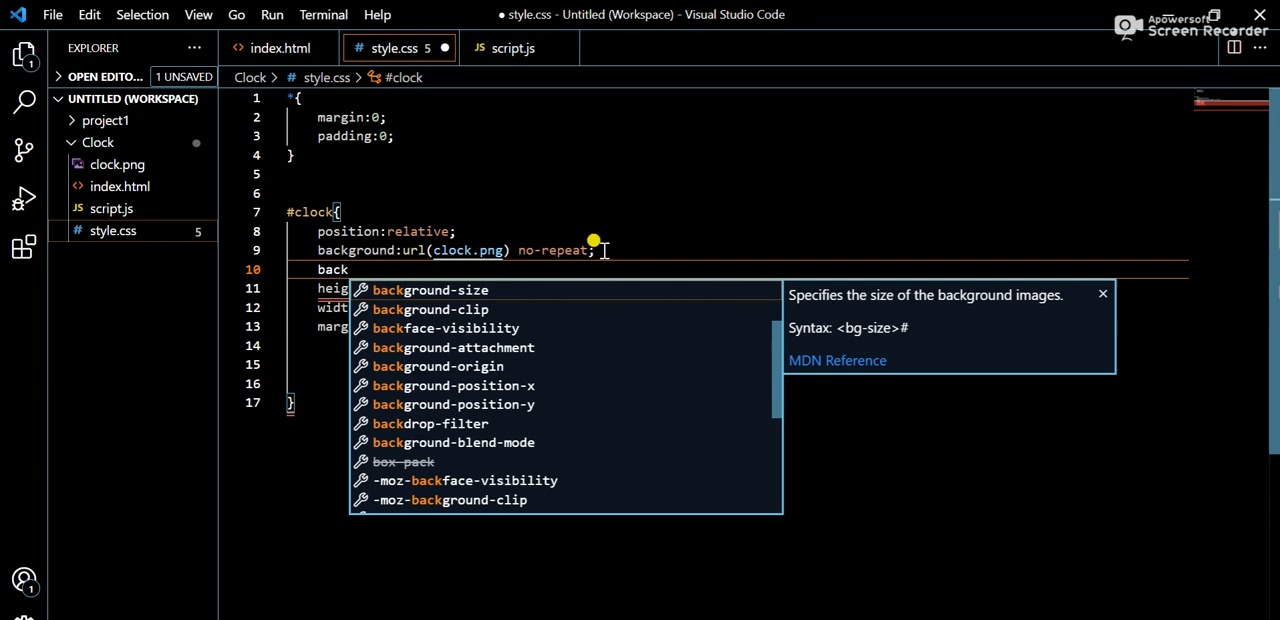 File Edit Selection View Go Run Terminal Help
● style.css - Untitled (Workspace) - Visual Studio Code
Apowersoft
Screen Recorder
EXPLORER ···
<> index.html
# style.css 5 ●
JS script.js
···
1
OPEN EDITO... 1 UNSAVED
Clock > # style.css > #clock
UNTITLED (WORKSPACE)
project1
Clock
clock.png
<> index.html
JS script.js
# style.css 5
1 *{
2 margin:0;
3 padding:0;
4 }
5
6
7 #clock{
8 position:relative;
9 background:url(clock.png) no-repeat;
10 back
11 heig
12 widt
13 marg
14
15
16
17 }
background-size
background-clip
backface-visibility
background-attachment
background-origin
background-position-x
background-position-y
backdrop-filter
background-blend-mode
box-pack
-moz-backface-visibility
-moz-background-clip
Specifies the size of the background images.
Syntax: <bg-size>#
MDN Reference
1